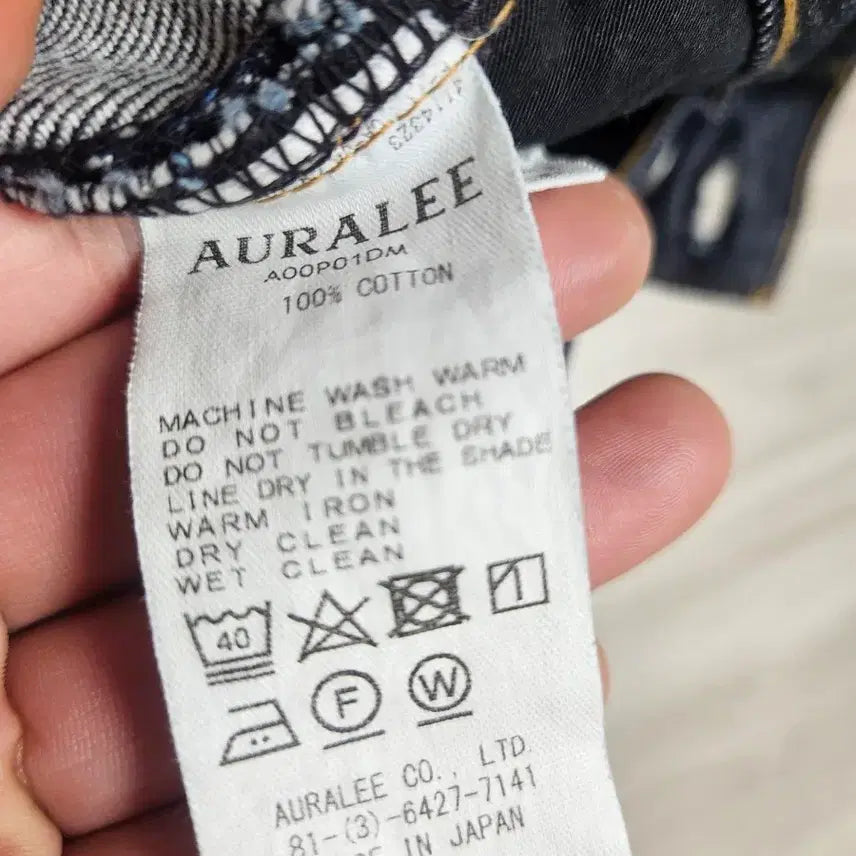 4114323
AURALEE
A00P01DM
100% COTTON
MACHINE WASH WARM
DO NOT BLEACH
DO NOT TUMBLE DRY
LINE DRY IN THE SHADE
WARM IRON
DRY CLEAN
WET CLEAN
40
F W
AURALEE CO., LTD.
81-(3)-6427-7141
IN JAPAN